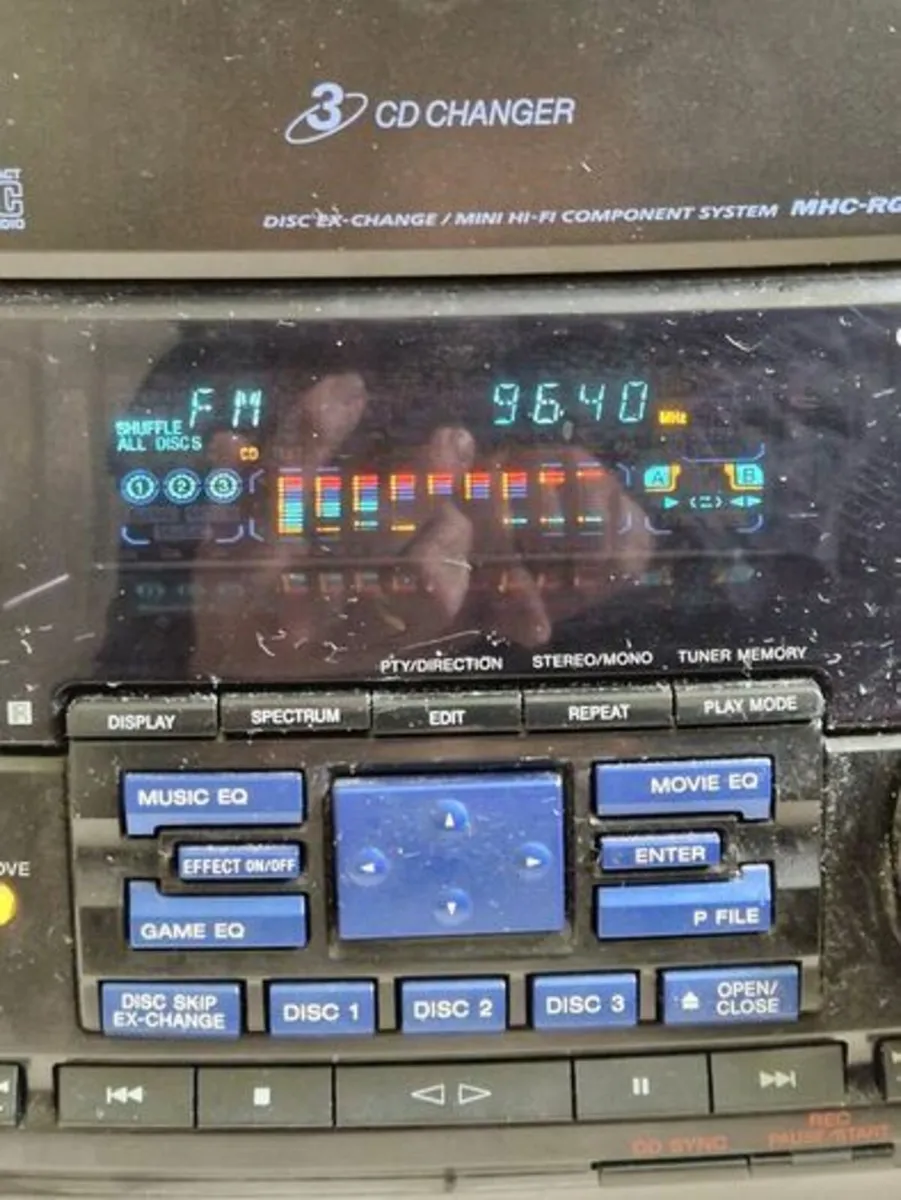 3 CD CHANGER
DISC EX-CHANGE / MINI HI-FI COMPONENT SYSTEM MHC-RG
FM 96.40 MHz
SHUFFLE
ALL DISCS
CD
1 2 3
A B
PTY/DIRECTION STEREO/MONO TUNER MEMORY
DISPLAY SPECTRUM EDIT REPEAT PLAY MODE
MUSIC EQ MOVIE EQ
EFFECT ON/OFF ENTER
GAME EQ P FILE
DISC SKIP
EX-CHANGE DISC 1 DISC 2 DISC 3 OPEN/
CLOSE
CD SYNC REC
PAUSE/START